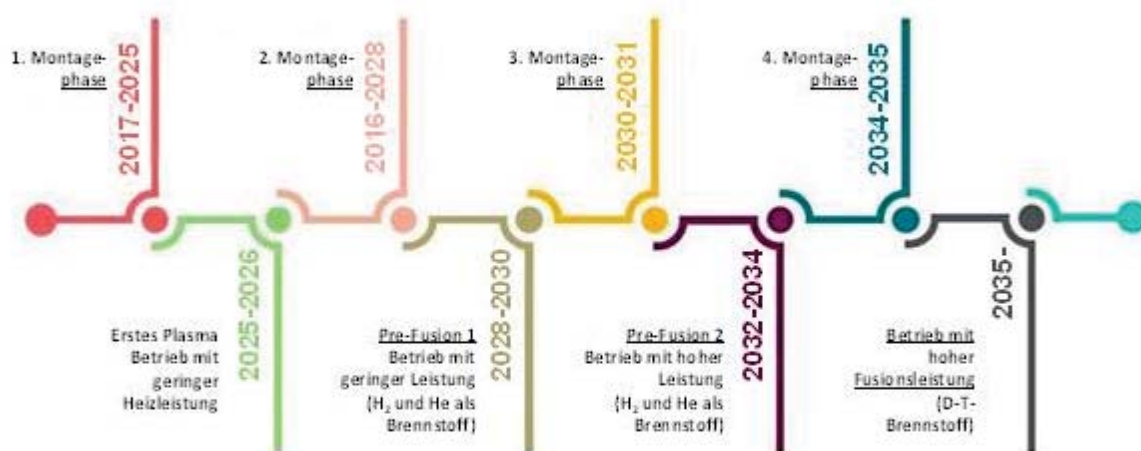 1. Montage-
phase
2017-2025
2. Montage-
phase
2016-2028
3. Montage-
phase
2030-2031
4. Montage-
phase
2034-2035
Erstes Plasma
Betrieb mit
geringer
Heizleistung
2025-2026
Pre-Fusion 1
Betrieb mit
geringer Leistung
(H₂ und He als
Brennstoff)
2028-2030
Pre-Fusion 2
Betrieb mit hoher
Leistung
(H₂ und He als
Brennstoff)
2032-2034
Betrieb mit
hoher
Fusionsleistung
(D-T-
Brennstoff)
2035-